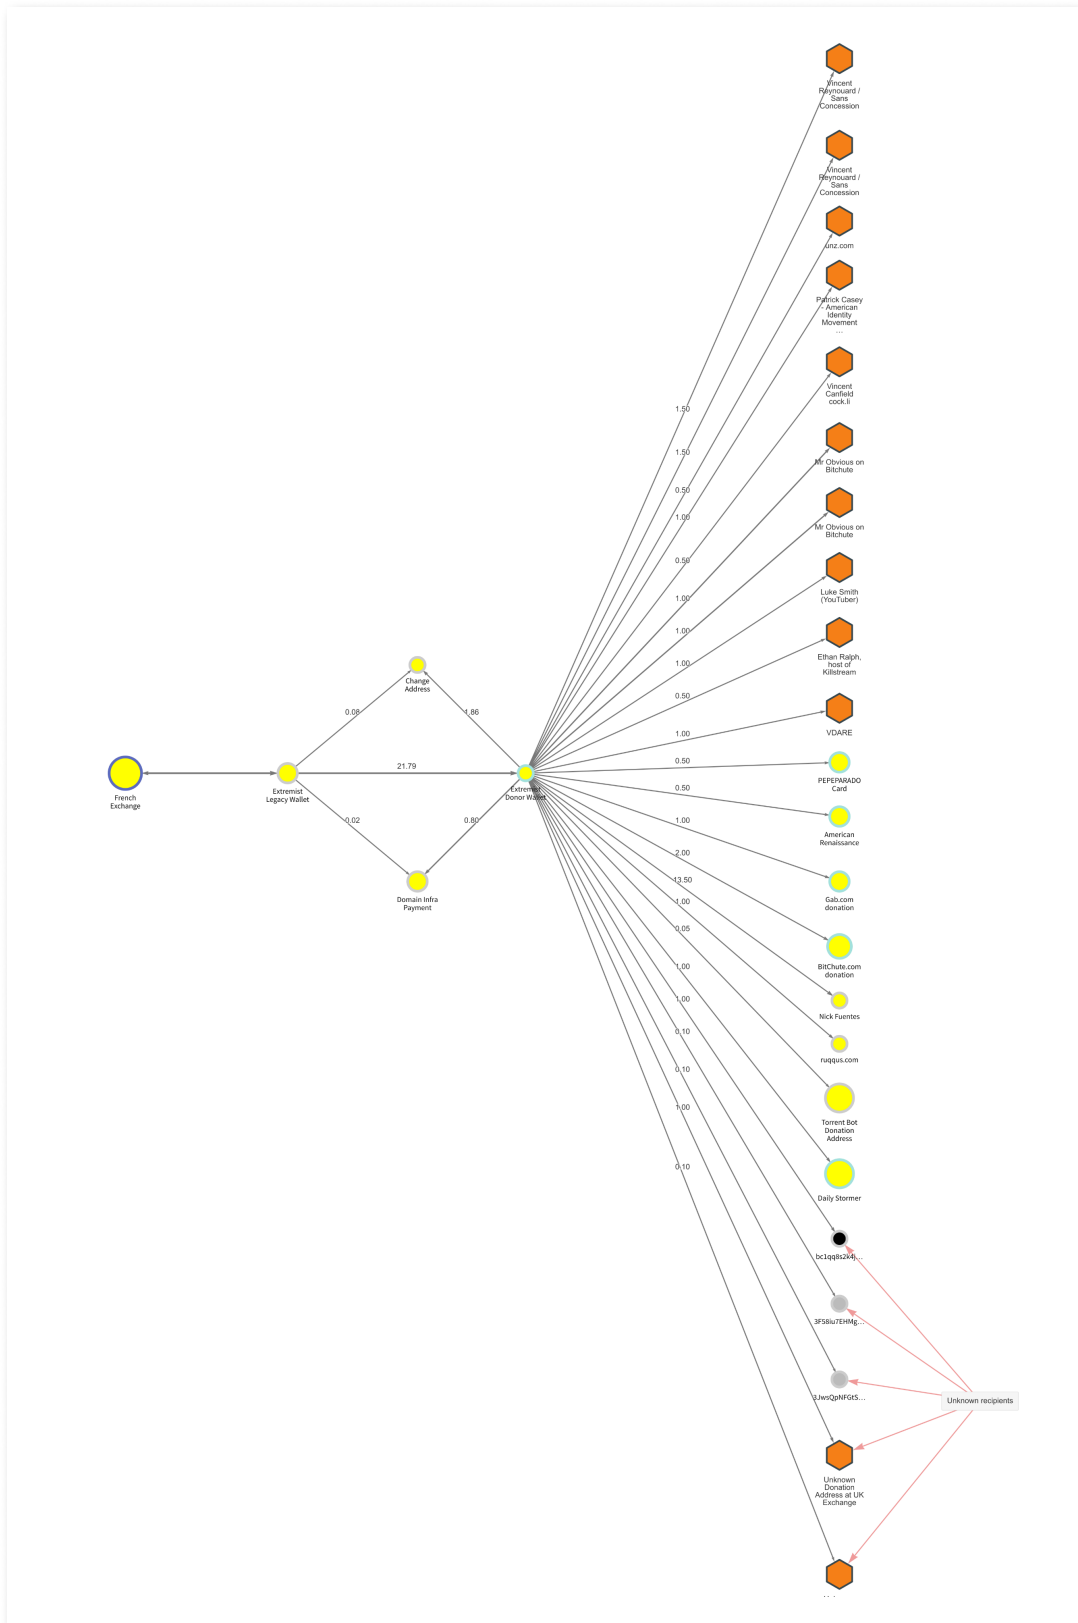 Vincent
Reynouard /
Sans
Concession
Vincent
Reynouard /
Sans
Concession
unz.com
Patrick Casey
- American
Identity
Movement
...
Vincent
Canfield
cock.li
1.50
Mr Obvious on
Bitchute
1.50
0.50
1.00
Mr Obvious on
Bitchute
0.50
Luke Smith
(YouTuber)
1.00
1.00
1.00
Ethan Ralph,
host of
Killstream
Change
Address
0.50
0.08
1.86
1.00
VDARE
21.79
0.50
PEPEPARADO
Card
French
Exchange
Extremist
Legacy Wallet
Extremist
Donor Wallet
0.50
0.02
0.80
1.00
American
Renaissance
2.00
13.50
Domain Infra
Payment
1.00
Gab.com
donation
0.05
1.00
BitChute.com
donation
1.00
Nick Fuentes
0.10
ruqqus.com
0.10
1.00
Torrent Bot
Donation
Address
0.10
Daily Stormer
bc1qq8s2k4j...
3F58iu7EHMg...
3JwsQpNFGtS...
Unknown recipients
Unknown
Donation
Address at UK
Exchange